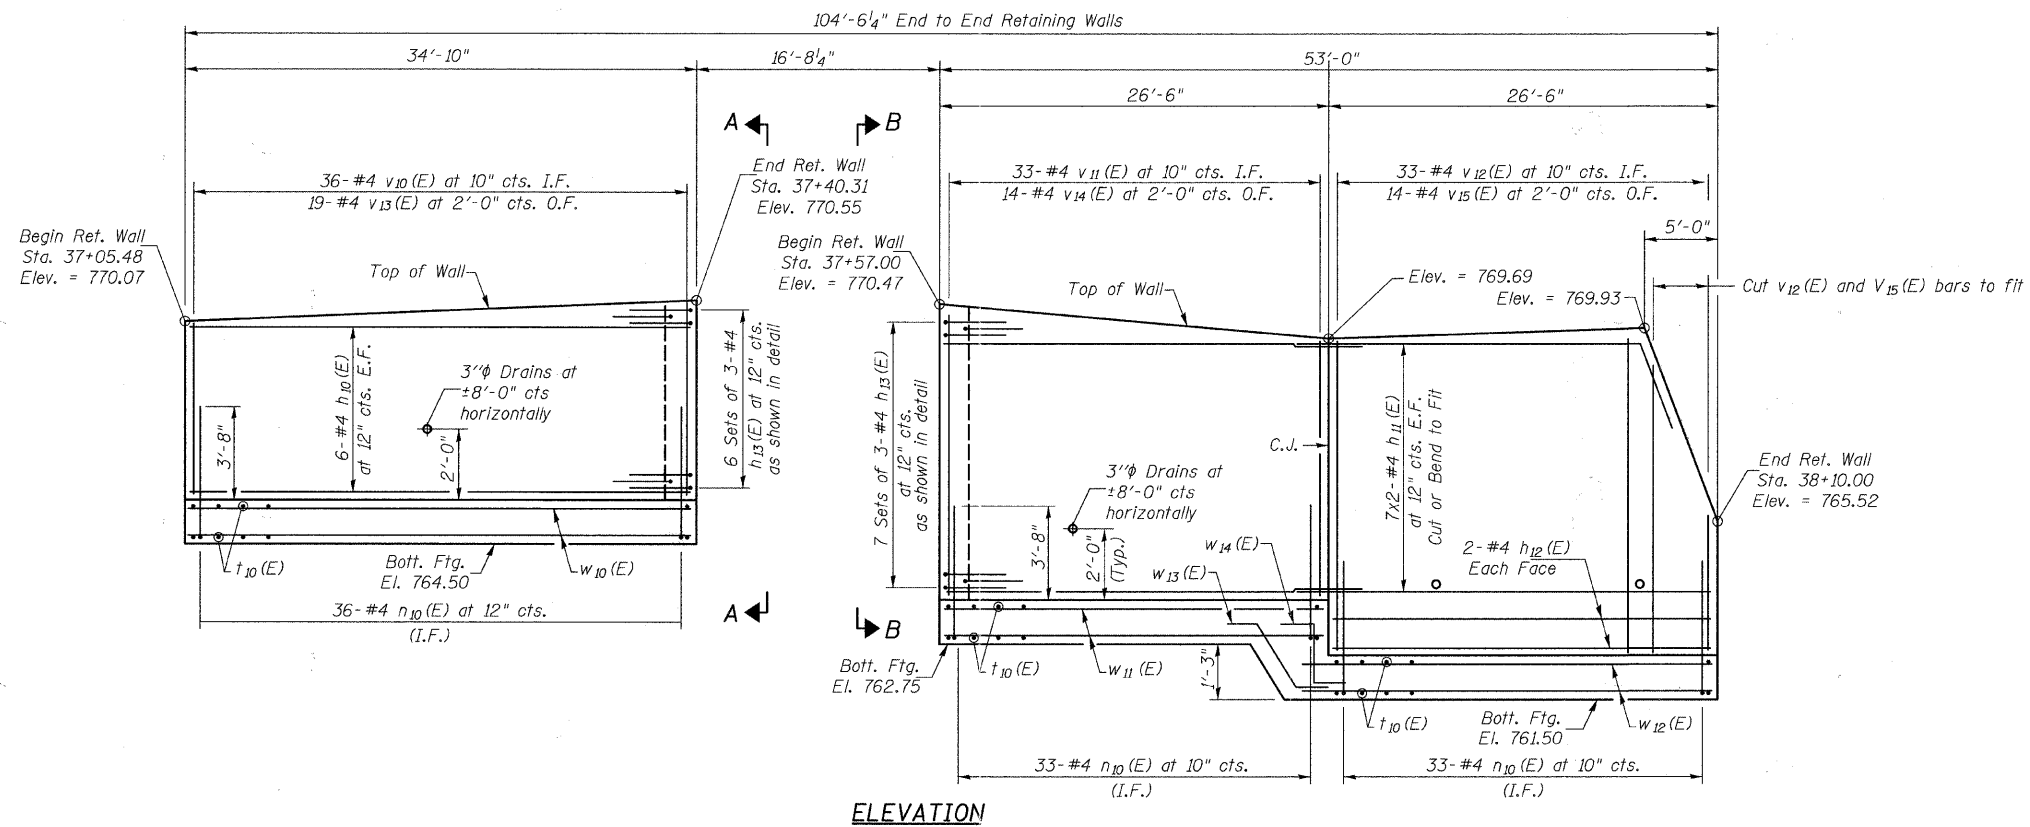 104'-6¼" End to End Retaining Walls
34'-10"
16'-8¼"
53'-0"
26'-6"
26'-6"
A
B
36-#4 v10(E) at 10" cts. I.F.
19-#4 v13(E) at 2'-0" cts. O.F.
End Ret. Wall
Sta. 37+40.31
Elev. 770.55
33-#4 v11(E) at 10" cts. I.F.
14-#4 v14(E) at 2'-0" cts. O.F.
33-#4 v12(E) at 10" cts. I.F.
14-#4 v15(E) at 2'-0" cts. O.F.
5'-0"
Begin Ret. Wall
Sta. 37+05.48
Elev. = 770.07
Top of Wall
Begin Ret. Wall
Sta. 37+57.00
Elev. = 770.47
Top of Wall
Elev. = 769.69
Elev. = 769.93
Cut v12(E) and V15(E) bars to fit
3'-8"
6-#4 h10(E)
at 12" cts. E.F.
3"φ Drains at
±8'-0" cts
horizontally
2'-0"
6 Sets of 3-#4
h13(E) at 12" cts.
as shown in detail
7 Sets of 3-#4 h13(E)
at 12" cts.
as shown in detail
3"φ Drains at
±8'-0" cts
horizontally
3'-8"
2'-0"
(Typ.)
C.J.
7x2-#4 h11(E)
at 12" cts. E.F.
Cut or Bend to Fit
End Ret. Wall
Sta. 38+10.00
Elev. = 765.52
2-#4 h12(E)
Each Face
w14(E)
w13(E)
t10(E)
Bott. Ftg.
El. 764.50
w10(E)
36-#4 n10(E) at 12" cts.
(I.F.)
A
B
Bott. Ftg.
El. 762.75
t10(E)
w11(E)
1'-3"
t10(E)
Bott. Ftg.
El. 761.50
w12(E)
33-#4 n10(E) at 10" cts.
(I.F.)
33-#4 n10(E) at 10" cts.
(I.F.)
ELEVATION